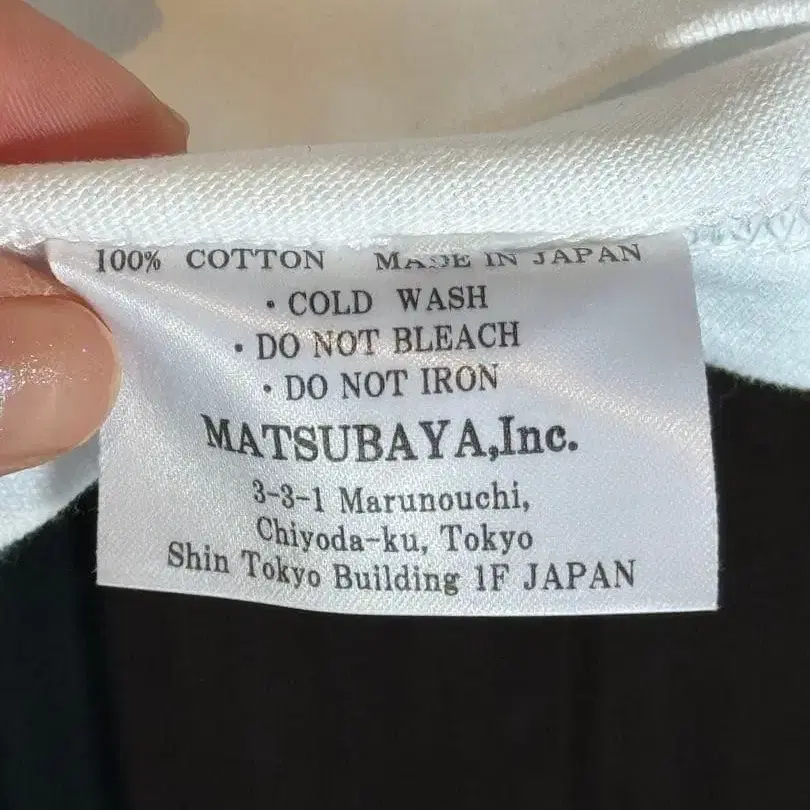 100% COTTON MADE IN JAPAN
· COLD WASH
· DO NOT BLEACH
· DO NOT IRON
MATSUBAYA,Inc.
3-3-1 Marunouchi,
Chiyoda-ku, Tokyo
Shin Tokyo Building 1F JAPAN